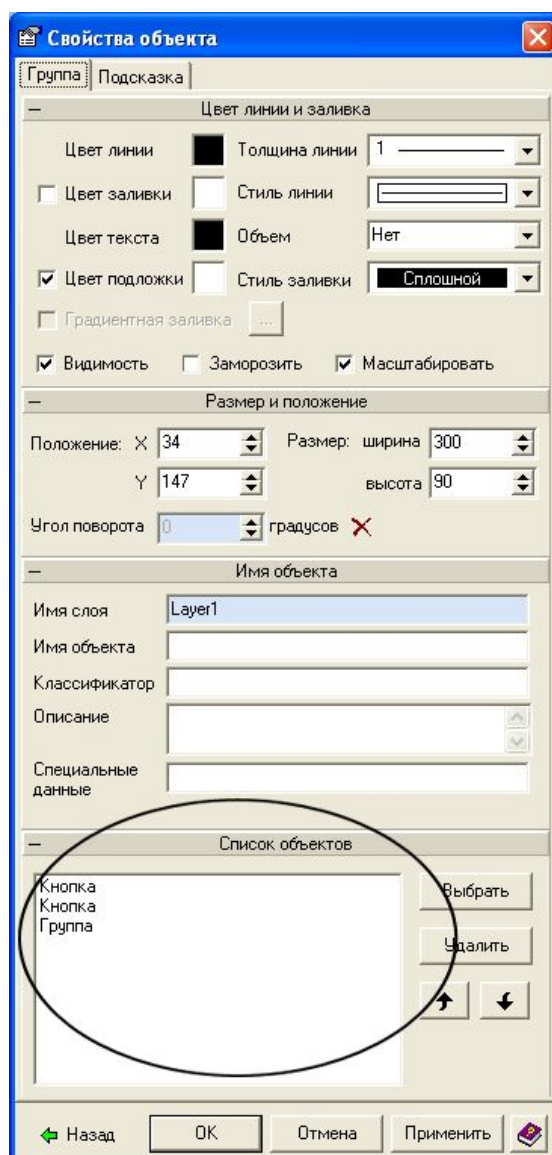 Свойства объекта
Группа Подсказка
Цвет линии и заливка
Цвет линии Толщина линии 1
Цвет заливки Стиль линии
Цвет текста Объем Нет
Цвет подложки Стиль заливки Сплошной
Градиентная заливка ...
Видимость Заморозить Масштабировать
Размер и положение
Положение: X 34 Размер: ширина 300
Y 147 высота 90
Угол поворота 0 градусов
Имя объекта
Имя слоя Layer1
Имя объекта
Классификатор
Описание
Специальные
данные
Список объектов
Кнопка Выбрать
Кнопка
Группа
Удалить
Назад OK Отмена Применить